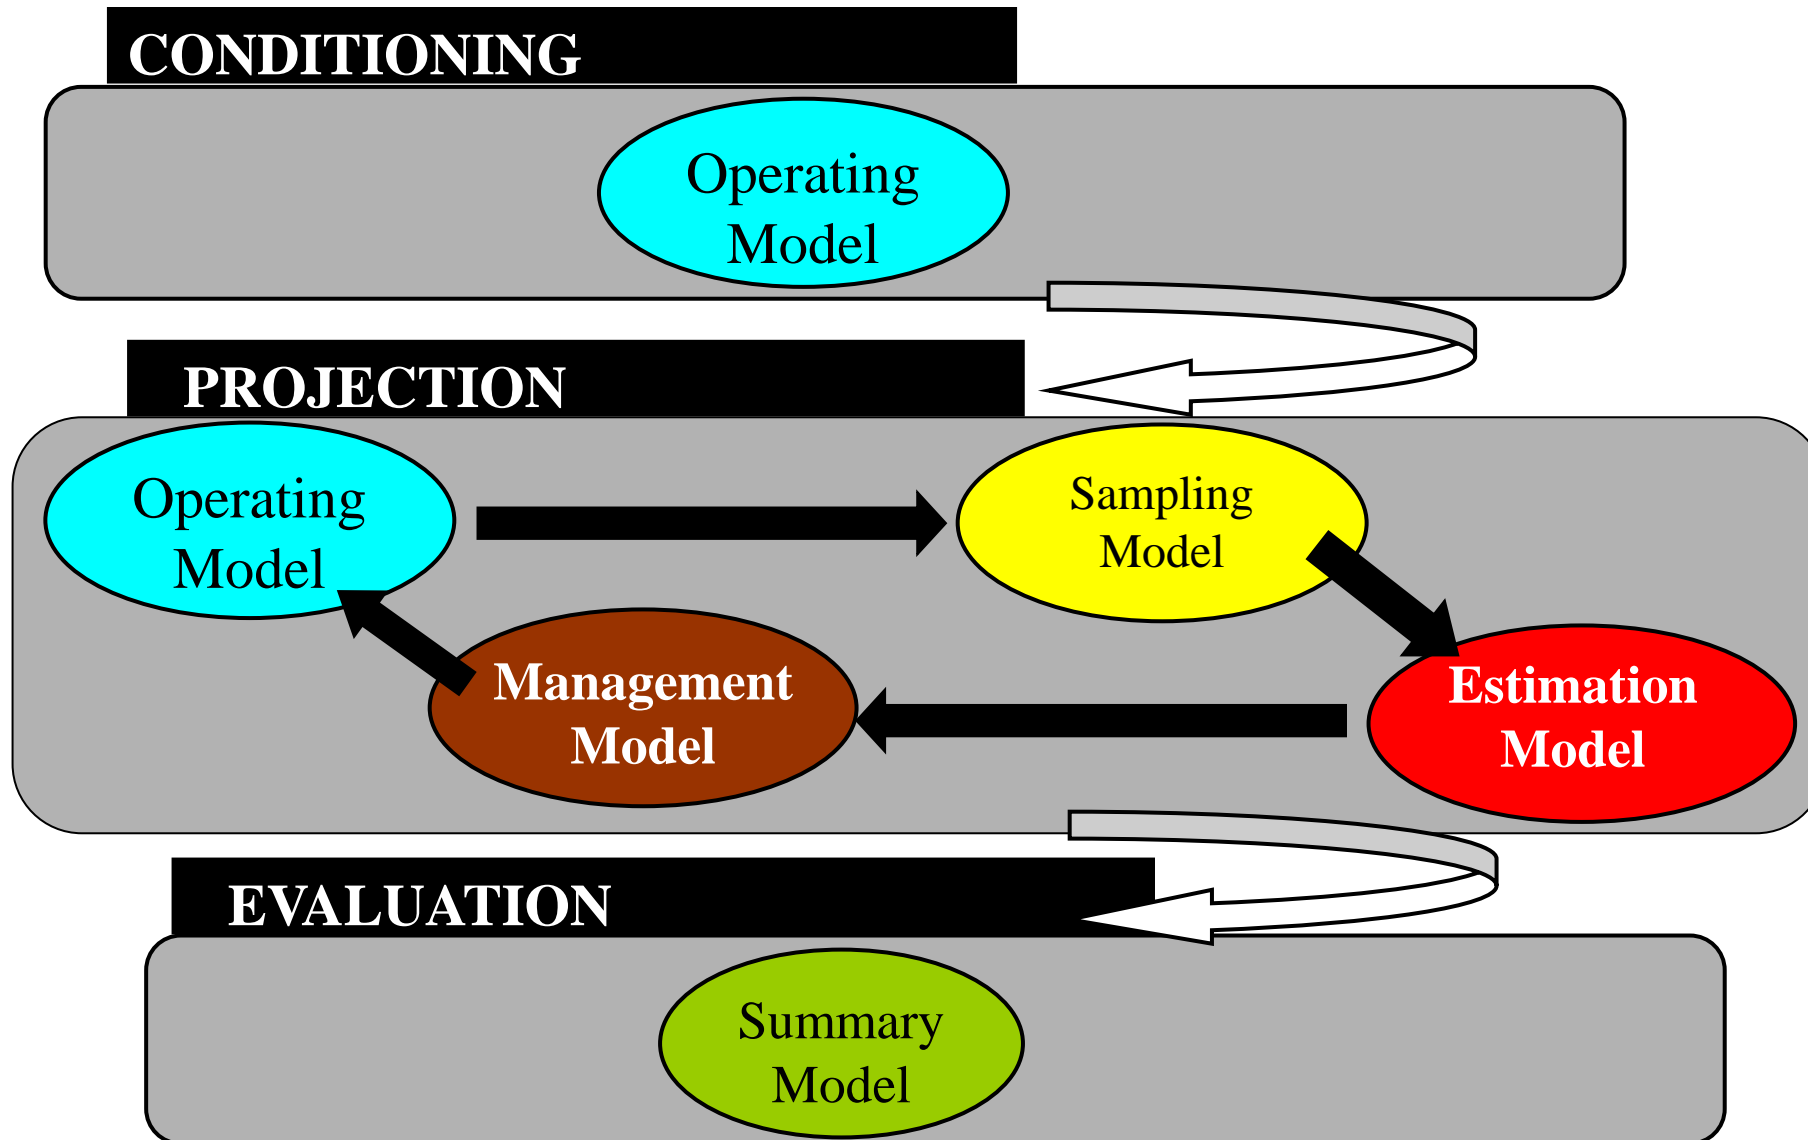 CONDITIONING
Operating
Model
PROJECTION
Operating
Model
Sampling
Model
Management
Model
Estimation
Model
EVALUATION
Summary
Model